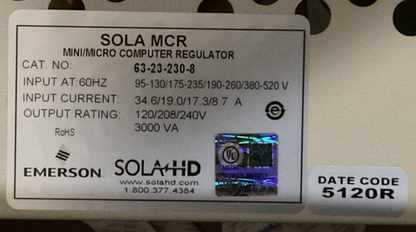 SOLA MCR
MINI/MICRO COMPUTER REGULATOR
CAT. NO: 63-23-230-8
INPUT AT:60HZ 95-130/175-235/190-260/380-520 V
INPUT CURRENT: 34.6/19.0/17.3/8.7 A
OUTPUT RATING: 120/208/240V
3000 VA
RoHS
EMERSON
SOLA HD
www.solahd.com
1.800.377.4384
UL
DATE CODE
5120R